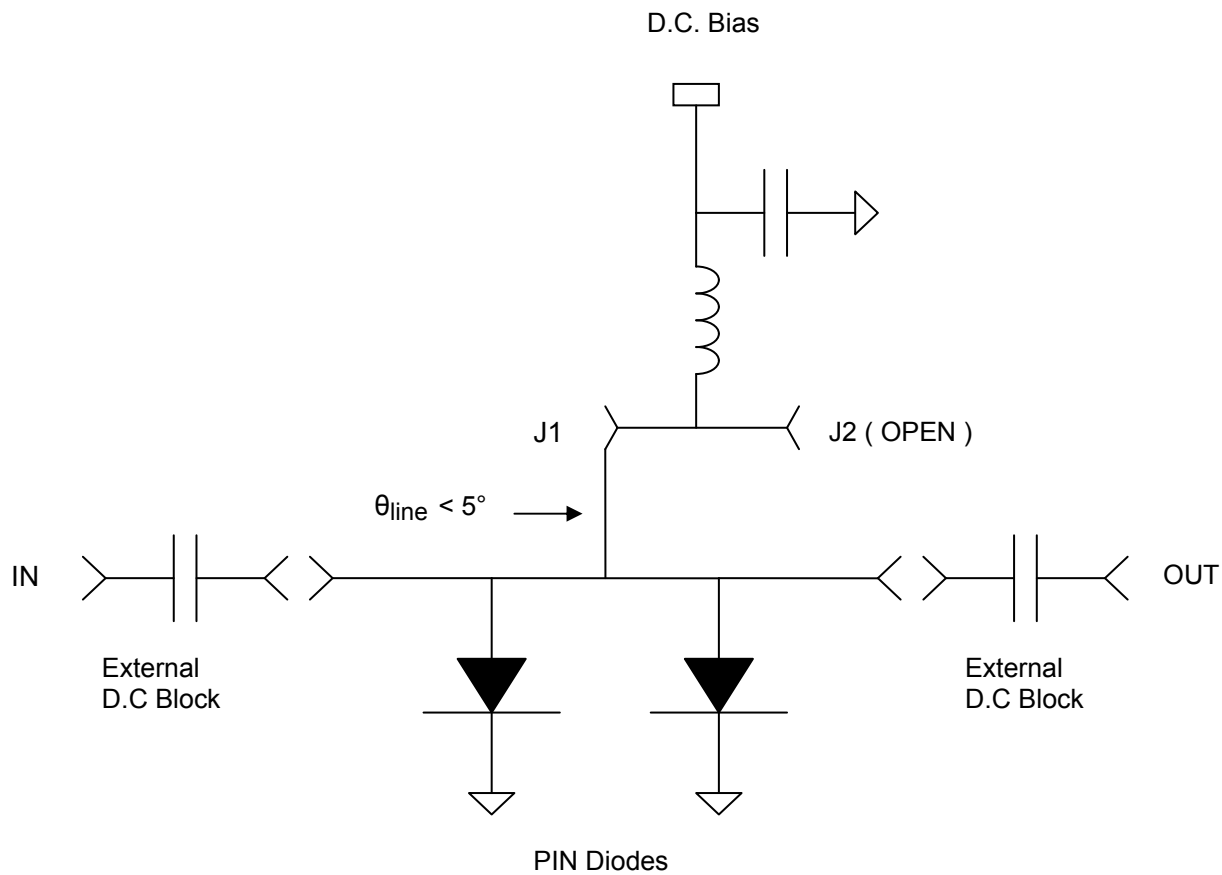 D.C. Bias
J1
J2 ( OPEN )
θline < 5°
IN
OUT
External
D.C Block
External
D.C Block
PIN Diodes